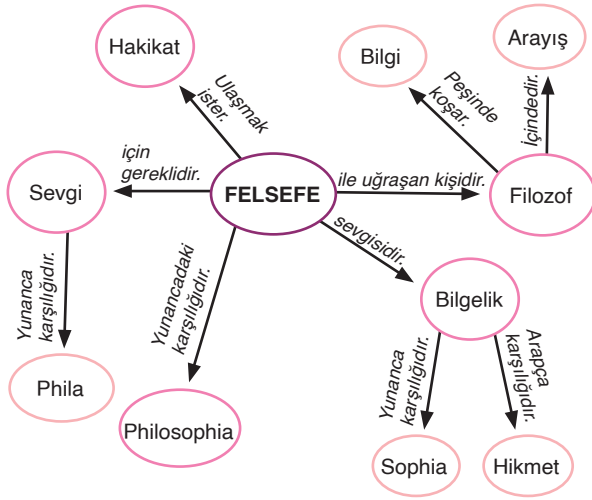 Hakikat
Bilgi
Arayış
Ulaşmak
ister.
Peşinde
koşar.
İçindedir.
için
gereklidir.
Sevgi
FELSEFE
ile uğraşan kişidir.
Filozof
sevgisidir.
Yunanca
karşılığıdır.
Yunancadaki
karşılığıdır.
Bilgelik
Yunanca
karşılığıdır.
Arapça
karşılığıdır.
Phila
Philosophia
Sophia
Hikmet